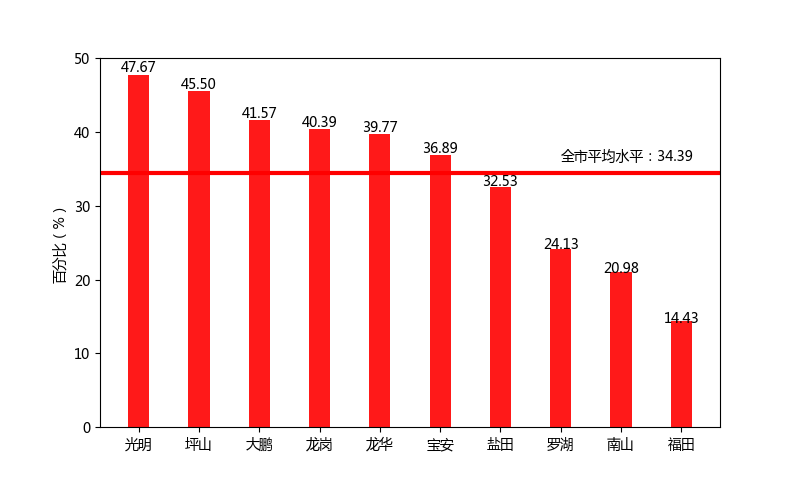 百分比（%）
50
40
30
20
10
0
47.67
45.50
41.57
40.39
39.77
36.89
32.53
24.13
20.98
14.43
全市平均水平：34.39
光明
坪山
大鹏
龙岗
龙华
宝安
盐田
罗湖
南山
福田